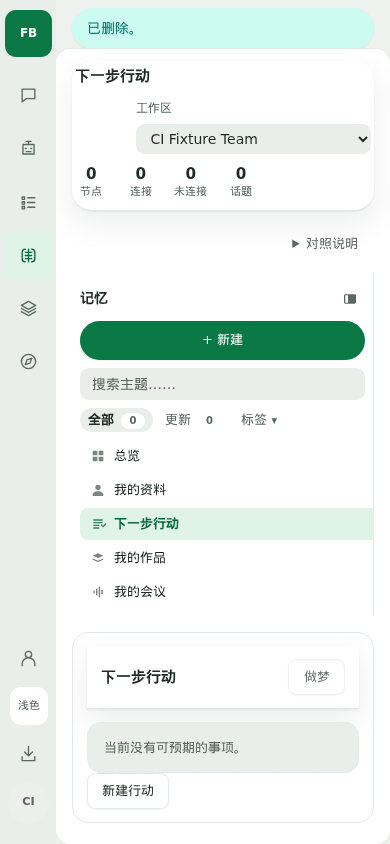 FB
已删除。
下一步行动
工作区
CI Fixture Team
0 0 0 0
节点 连接 未连接 话题
▶ 对照说明
记忆
+ 新建
搜索主题......
全部 0 更新 0 标签 ▾
总览
我的资料
下一步行动
我的作品
我的会议
下一步行动
做梦
当前没有可预期的事项。
新建行动
浅色
CI